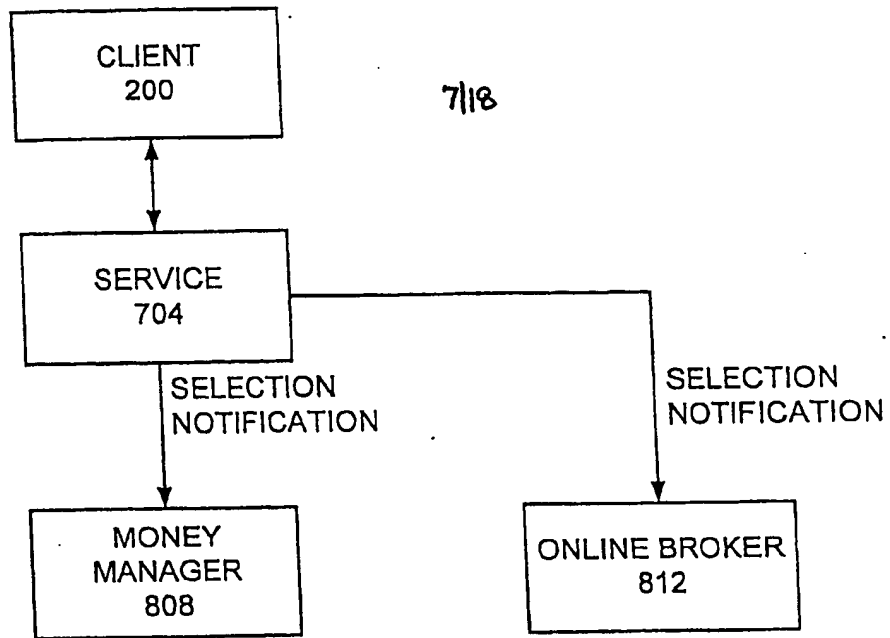 CLIENT
200
7/18
SERVICE
704
SELECTION
NOTIFICATION
SELECTION
NOTIFICATION
MONEY
MANAGER
808
ONLINE BROKER
812